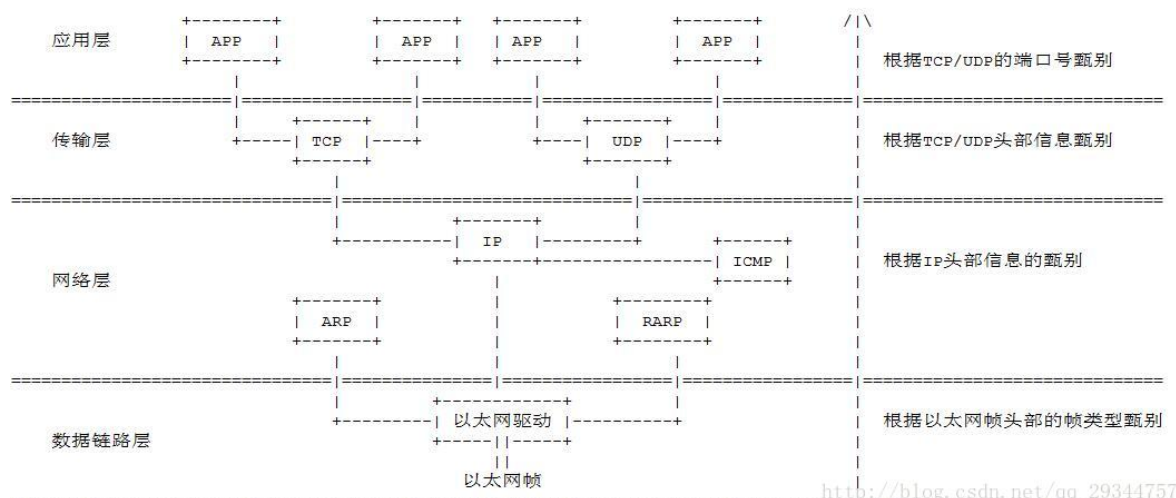 应用层 APP APP APP APP
根据TCP/UDP的端口号甄别
传输层 TCP UDP 根据TCP/UDP头部信息甄别
IP
网络层 ICMP 根据IP头部信息的甄别
ARP RARP
以太网驱动 根据以太网帧头部的帧类型甄别
数据链路层
以太网帧
http://blog.csdn.net/qq_29344757